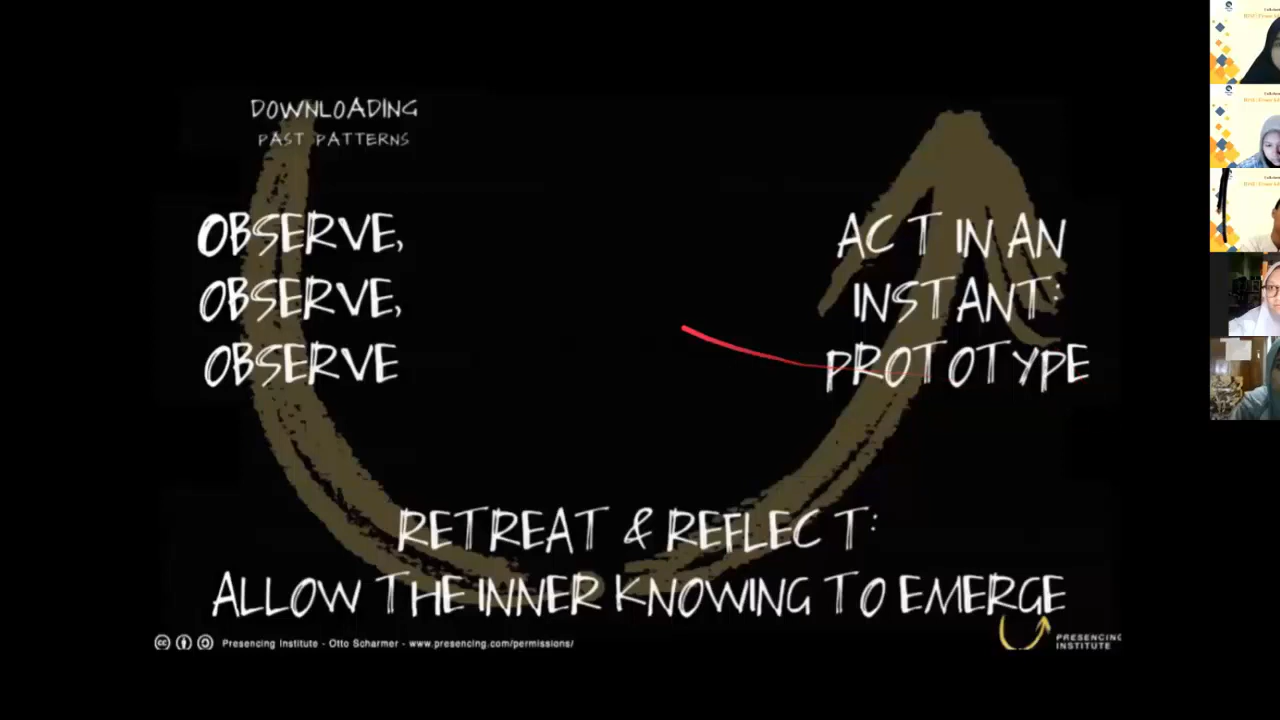 DOWNLOADING
PAST PATTERNS
OBSERVE,
OBSERVE,
OBSERVE
ACT IN AN
INSTANT:
PROTOTYPE
RETREAT & REFLECT:
ALLOW THE INNER KNOWING TO EMERGE
Presencing Institute - Otto Scharmer - www.presencing.com/permissions/
PRESENCING
INSTITUTE